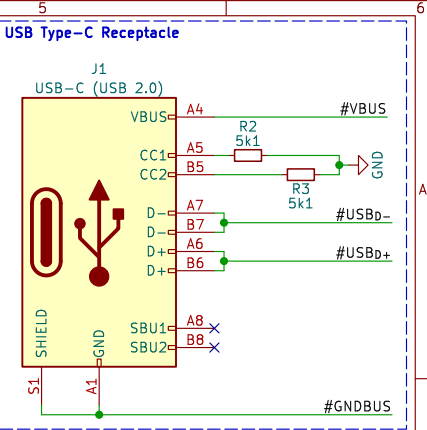 5
6
USB Type-C Receptacle
J1
USB-C (USB 2.0)
VBUS
A4
#VBUS
CC1
A5
R2
5k1
CC2
B5
R3
5k1
GND
A
D-
A7
D-
B7
#USBD-
D+
A6
D+
B6
#USBD+
SBU1
A8
SBU2
B8
SHIELD
GND
S1
A1
#GNDBUS